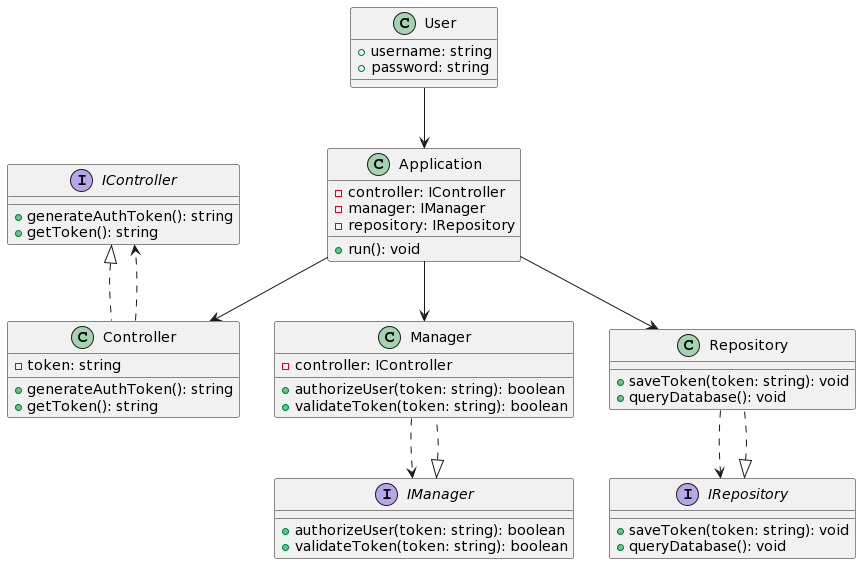 C User
username: string
password: string
I IController
generateAuthToken(): string
getToken(): string
C Application
controller: IController
manager: IManager
repository: IRepository
run(): void
C Controller
token: string
generateAuthToken(): string
getToken(): string
C Manager
controller: IController
authorizeUser(token: string): boolean
validateToken(token: string): boolean
C Repository
saveToken(token: string): void
queryDatabase(): void
I IManager
authorizeUser(token: string): boolean
validateToken(token: string): boolean
I IRepository
saveToken(token: string): void
queryDatabase(): void